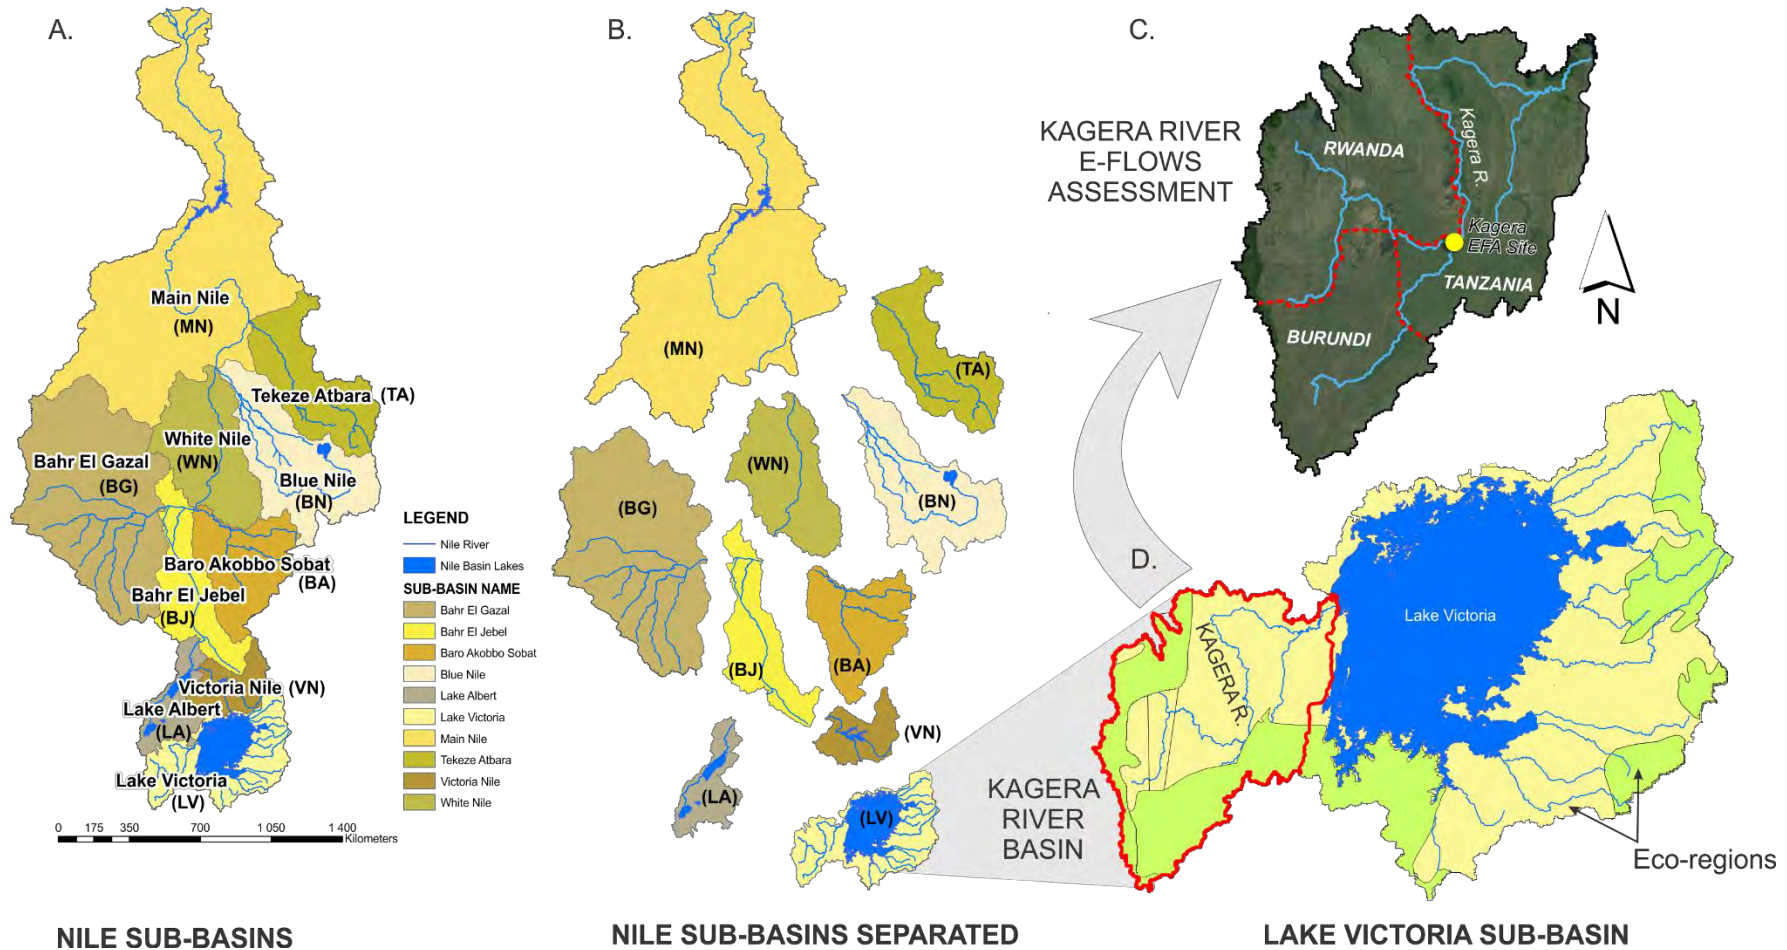 A.
Main Nile
(MN)
Tekeze Atbara (TA)
White Nile
(WN)
Bahr El Gazal
(BG)
Blue Nile
(BN)
Baro Akobbo Sobat
(BA)
Bahr El Jebel
(BJ)
Victoria Nile (VN)
Lake Albert
(LA)
Lake Victoria
(LV)
0 175 350 700 1 050 1 400
Kilometers
NILE SUB-BASINS
LEGEND
Nile River
Nile Basin Lakes
SUB-BASIN NAME
Bahr El Gazal
Bahr El Jebel
Baro Akobbo Sobat
Blue Nile
Lake Albert
Lake Victoria
Main Nile
Tekeze Atbara
Victoria Nile
White Nile
B.
(MN)
(TA)
(WN)
(BG)
(BN)
(BJ)
(BA)
(VN)
(LA)
(LV)
NILE SUB-BASINS SEPARATED
C.
KAGERA RIVER
E-FLOWS
ASSESSMENT
RWANDA
Kagera R.
Kagera
EFA Site
TANZANIA
BURUNDI
N
D.
KAGERA R.
Lake Victoria
KAGERA
RIVER
BASIN
Eco-regions
LAKE VICTORIA SUB-BASIN